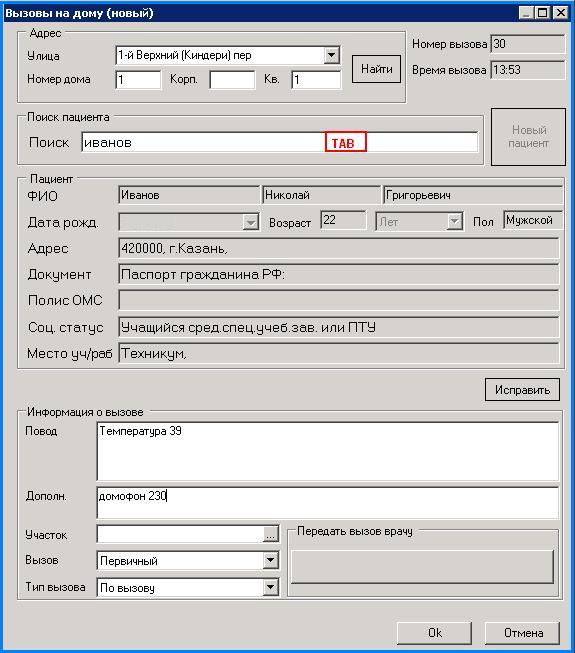 Вызовы на дому (новый)
Адрес
Улица 1-й Верхний (Киндери) пер
Номер дома 1 Корп. Кв. 1
Найти
Номер вызова 30
Время вызова 13:53
Поиск пациента
Поиск иванов TAB
Новый
пациент
Пациент
ФИО Иванов Николай Григорьевич
Дата рожд. Возраст 22 Лет Пол Мужской
Адрес 420000, г.Казань,
Документ Паспорт гражданина РФ:
Полис ОМС
Соц. статус Учащийся сред.спец.учеб.зав. или ПТУ
Место уч/раб Техникум,
Исправить
Информация о вызове
Повод Температура 39
Дополн. домофон 230
Участок ...
Передать вызов врачу
Вызов Первичный
Тип вызова По вызову
Ok Отмена